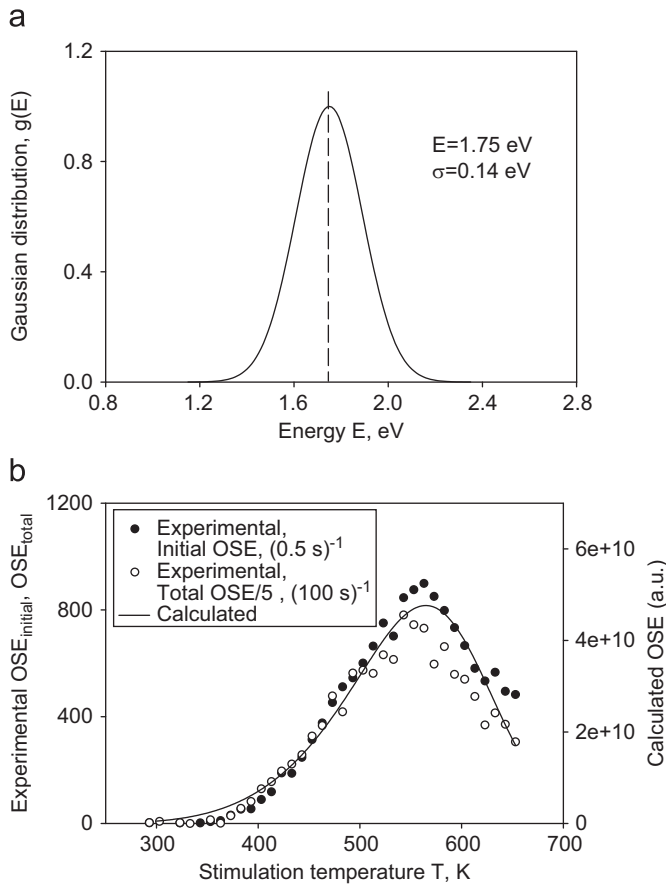 a
Gaussian distribution, g(E)
1.2
0.8
0.4
0.0
E=1.75 eV
σ=0.14 eV
0.8 1.2 1.6 2.0 2.4 2.8
Energy E, eV
b
Experimental OSE_initial, OSE_total
1200
800
400
0
Experimental,
Initial OSE, (0.5 s)⁻¹
Experimental,
Total OSE/5 , (100 s)⁻¹
Calculated
6e+10
4e+10
2e+10
0
Calculated OSE (a.u.)
300 400 500 600 700
Stimulation temperature T, K